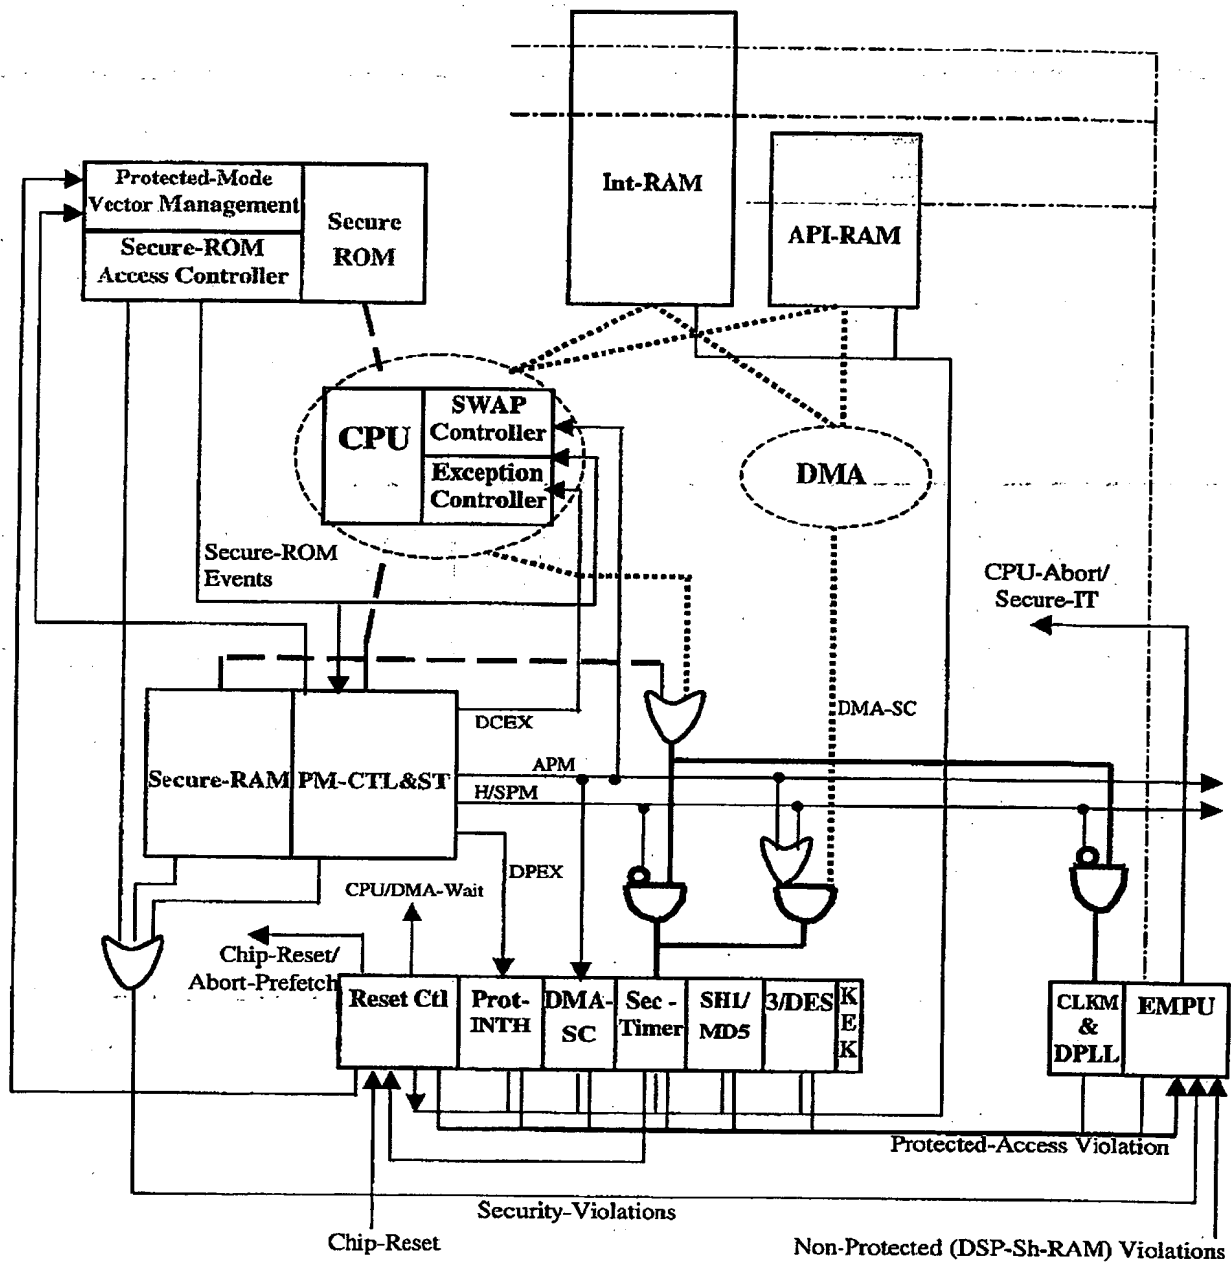 Protected-Mode
Vector Management
Secure-ROM
Access Controller
Secure
ROM
Int-RAM
API-RAM
CPU
SWAP
Controller
Exception
Controller
DMA
Secure-ROM
Events
CPU-Abort/
Secure-IT
Secure-RAM
PM-CTL&ST
DCEX
APM
H/SPM
DPEX
DMA-SC
CPU/DMA-Wait
Chip-Reset/
Abort-Prefetch
Reset Ctl
Prot-
INTH
DMA-
SC
Sec -
Timer
SH1/
MD5
3/DES
K
E
K
CLKM
&
DPLL
EMPU
Protected-Access Violation
Security-Violations
Chip-Reset
Non-Protected (DSP-Sh-RAM) Violations